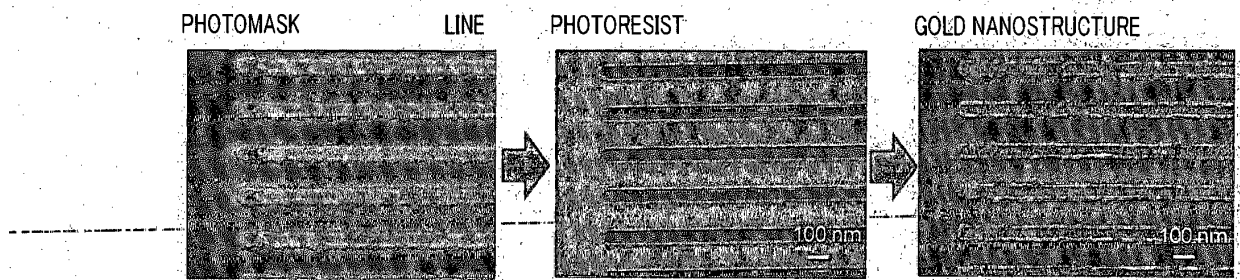 PHOTOMASK LINE PHOTORESIST GOLD NANOSTRUCTURE
100 nm 100 nm